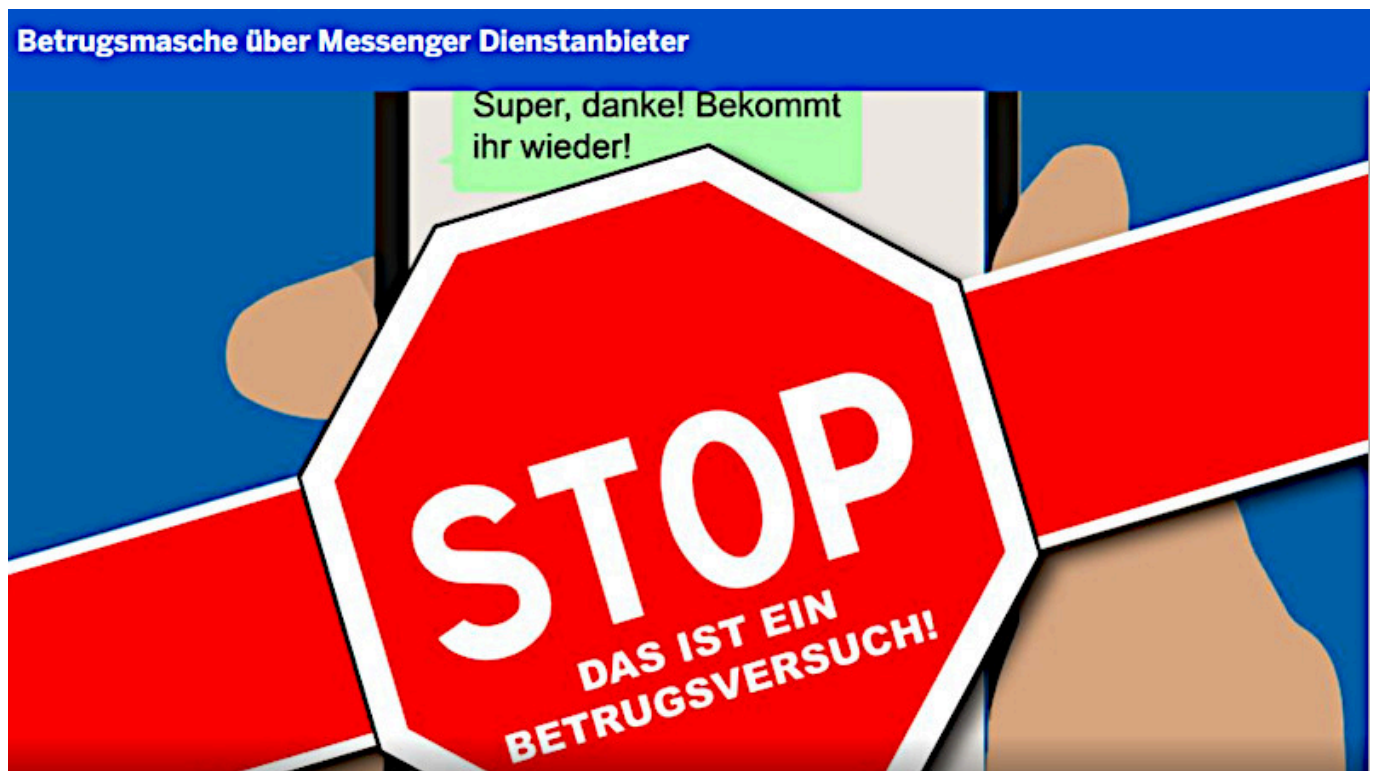 Betrugsmasche über Messenger Dienstanbieter
Super, danke! Bekommt
ihr wieder!
STOP
DAS IST EIN
BETRUGSVERSUCH!